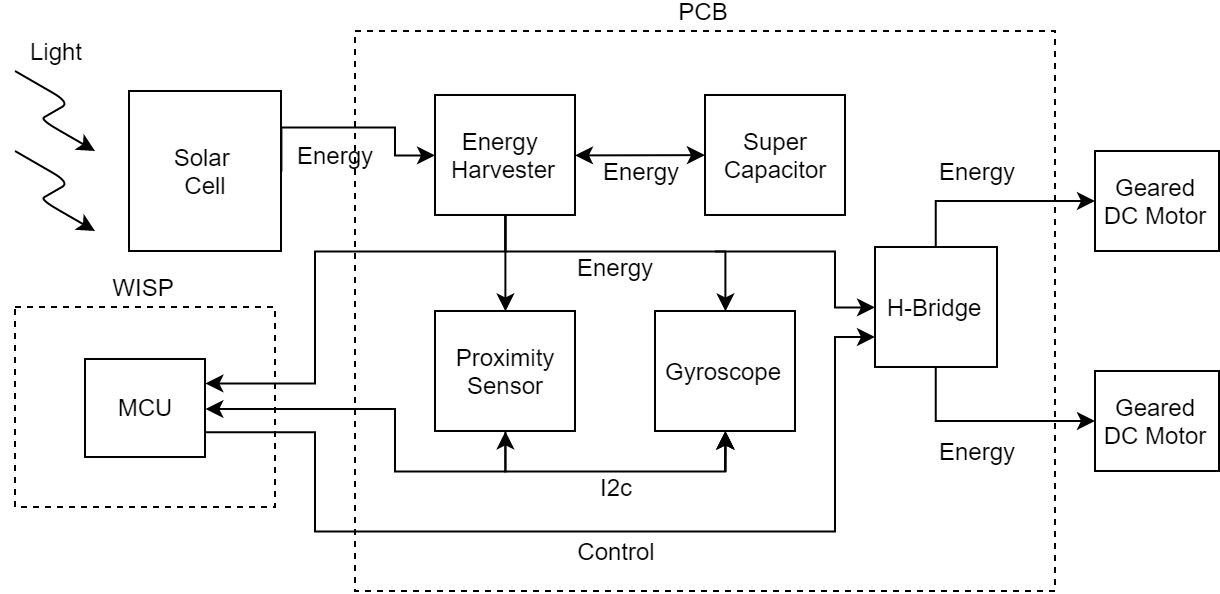 PCB
Light
Solar
Cell
Energy
Energy
Harvester
Energy
Super
Capacitor
Energy
Geared
DC Motor
Energy
WISP
H-Bridge
MCU
Proximity
Sensor
Gyroscope
Geared
DC Motor
Energy
I2c
Control